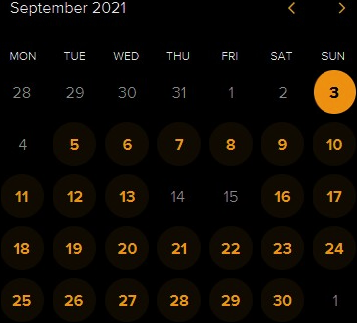 September 2021 < >
MON TUE WED THU FRI SAT SUN
28 29 30 31 1 2 3
4 5 6 7 8 9 10
11 12 13 14 15 16 17
18 19 20 21 22 23 24
25 26 27 28 29 30 1